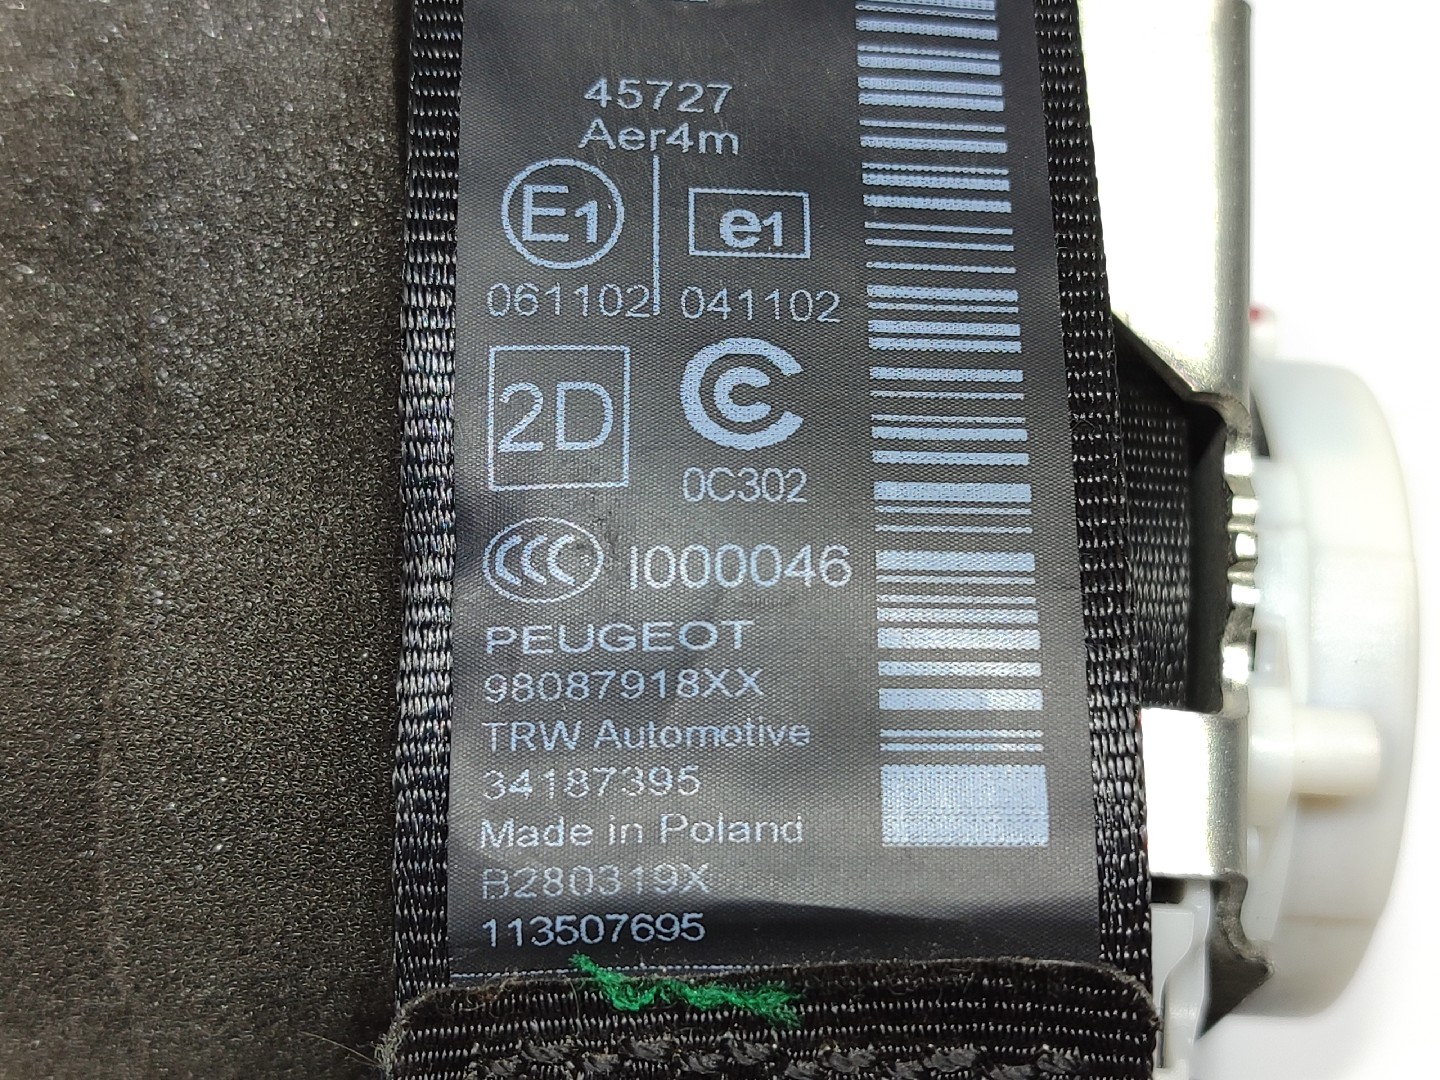 45727
Aer4m
E1 e1
061102 041102
2D C
0C302
CCC I000046
PEUGEOT
98087918XX
TRW Automotive
34187395
Made in Poland
B280319X
113507695